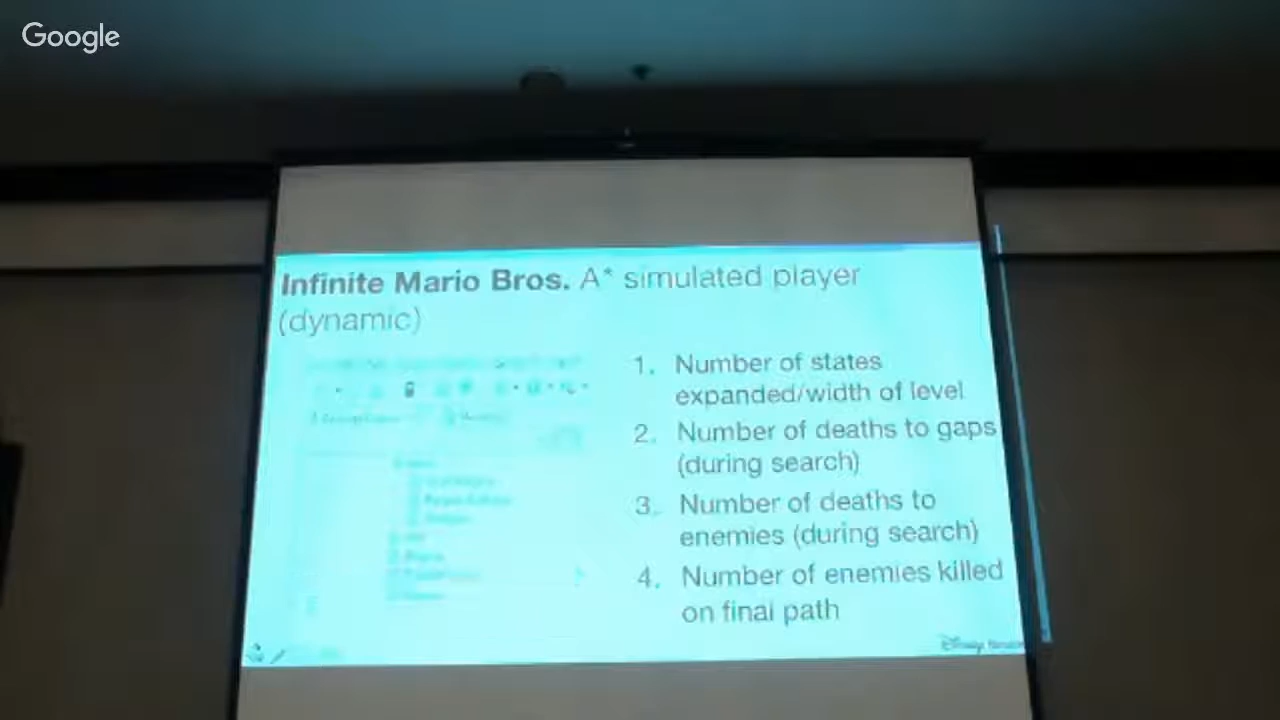 Google
Infinite Mario Bros. A* simulated player
(dynamic)
1. Number of states
expanded/width of level
2. Number of deaths to gaps
(during search)
3. Number of deaths to
enemies (during search)
4. Number of enemies killed
on final path
Disney